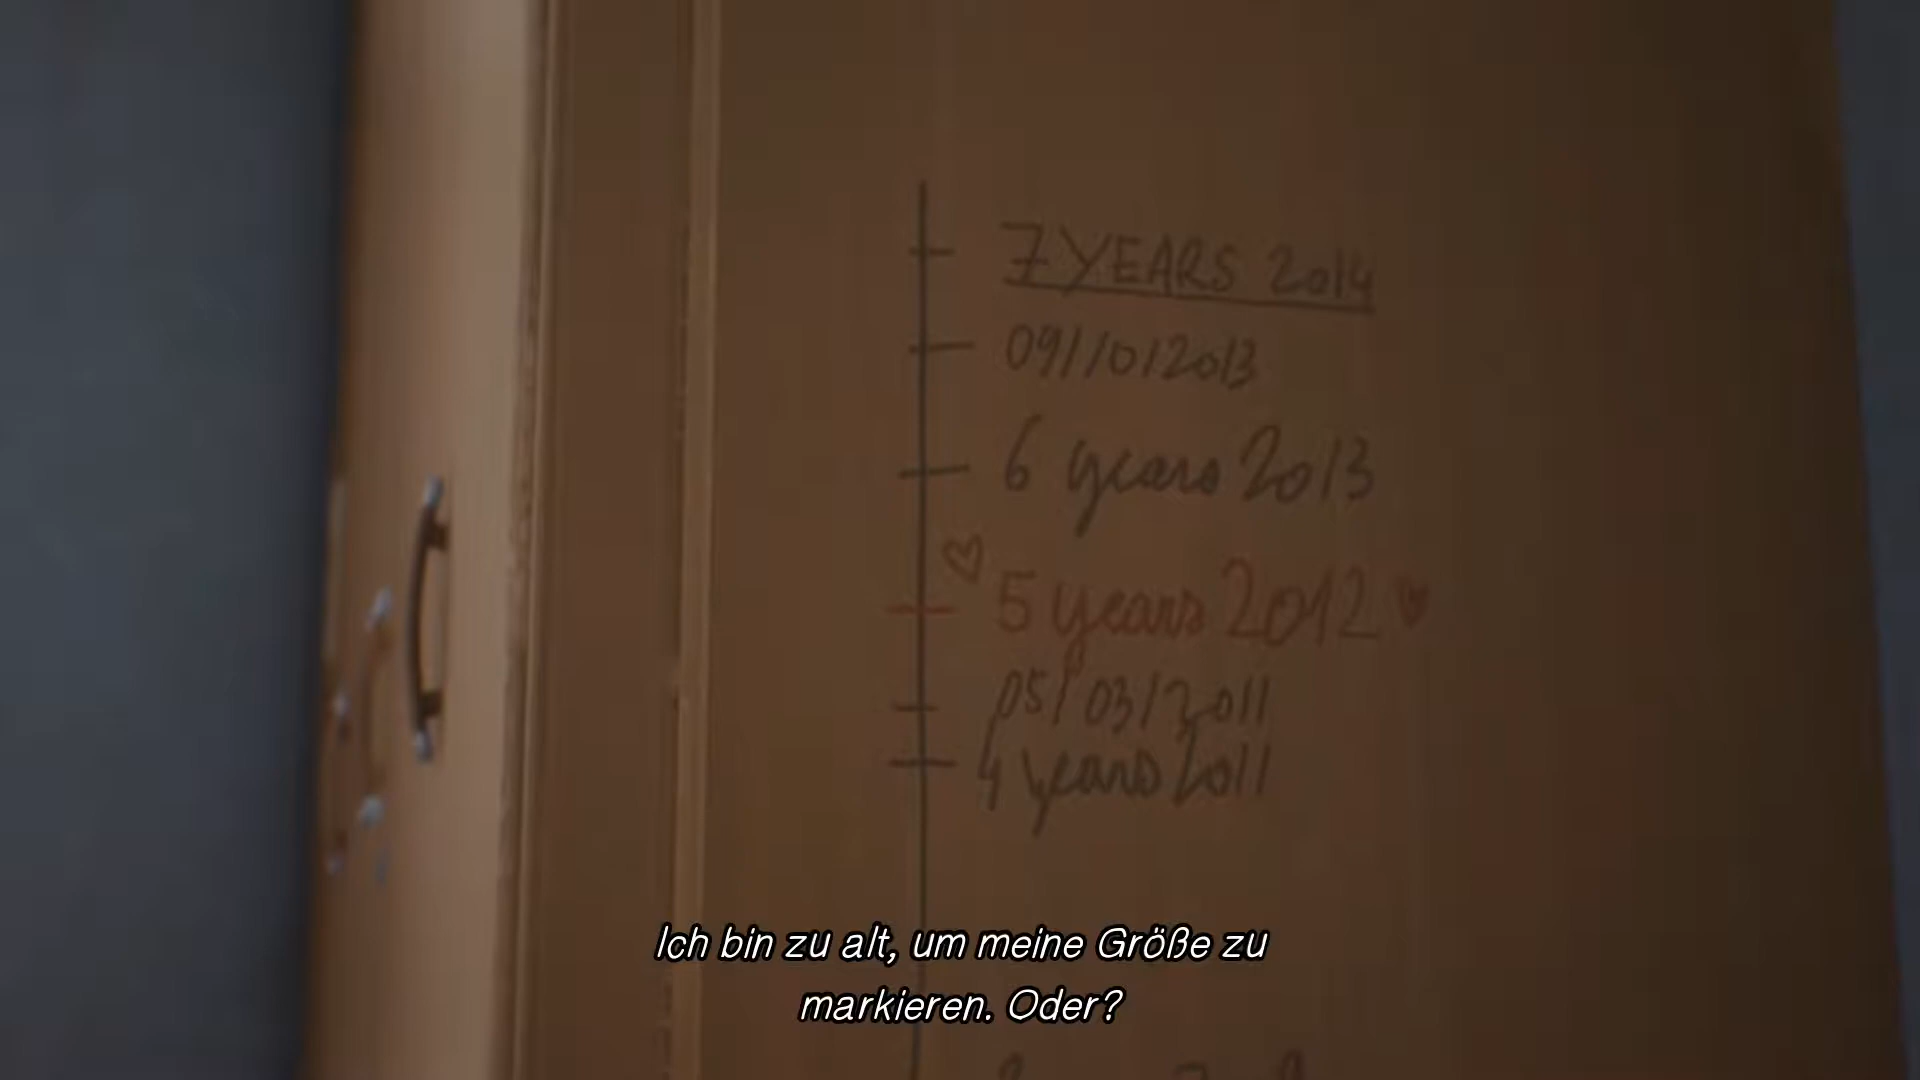 7 YEARS 2014
09/10/2013
6 years 2013
5 years 2012
05/03/2011
4 years 2011
Ich bin zu alt, um meine Größe zu
markieren. Oder?